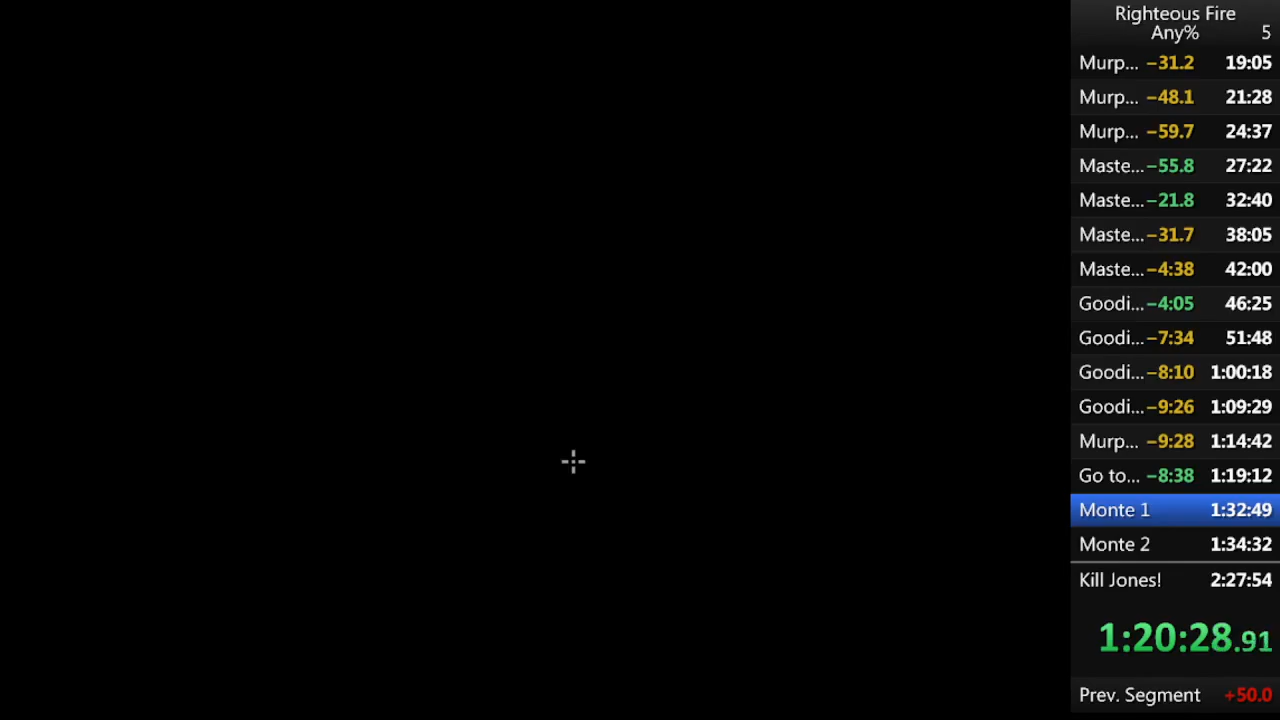 Righteous Fire
Any% 5
Murp... −31.2 19:05
Murp... −48.1 21:28
Murp... −59.7 24:37
Maste... −55.8 27:22
Maste... −21.8 32:40
Maste... −31.7 38:05
Maste... −4:38 42:00
Goodi... −4:05 46:25
Goodi... −7:34 51:48
Goodi... −8:10 1:00:18
Goodi... −9:26 1:09:29
Murp... −9:28 1:14:42
Go to... −8:38 1:19:12
Monte 1 1:32:49
Monte 2 1:34:32
Kill Jones! 2:27:54
1:20:28.91
Prev. Segment +50.0